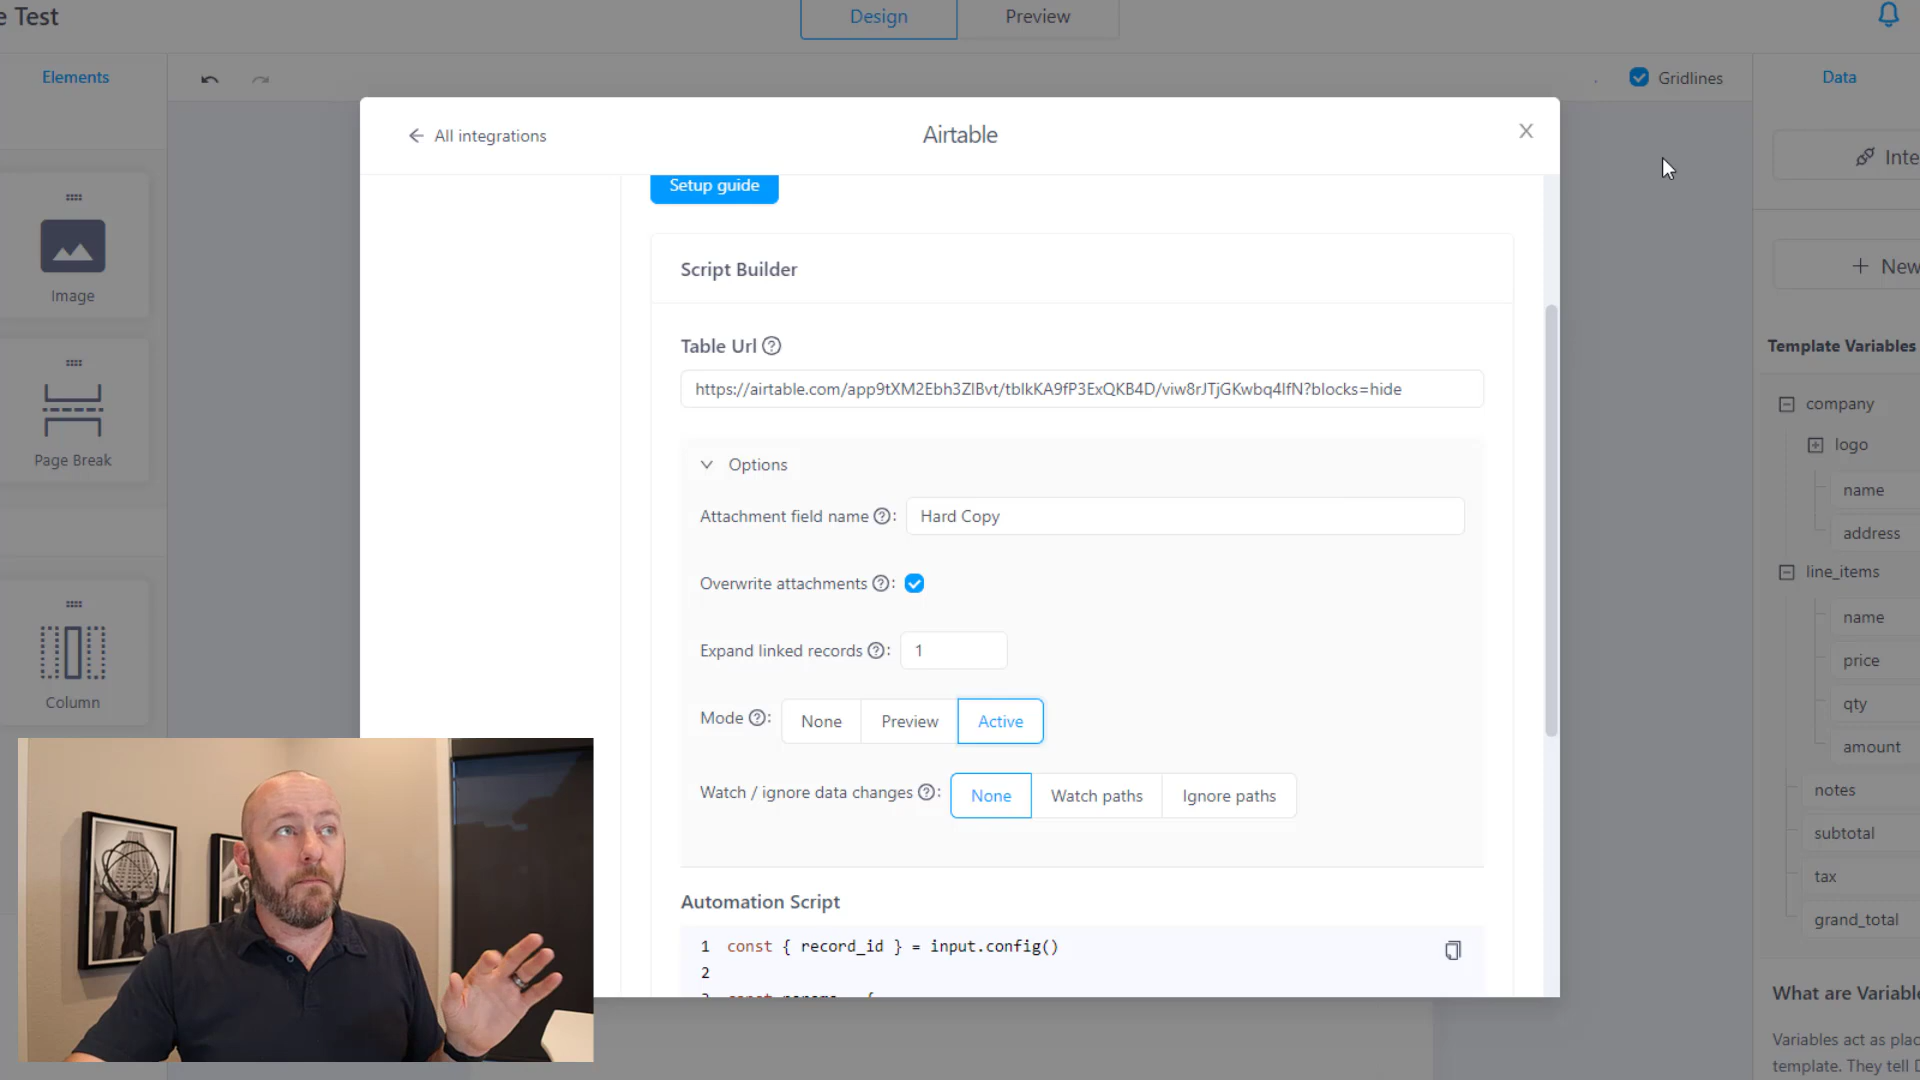 e Test
Design
Preview
Elements
Gridlines
Data
All integrations
Airtable
Setup guide
Inte
New
Image
Script Builder
Table Url
https://airtable.com/app9tXM2Ebh3ZlBvt/tblkKA9fP3ExQKB4D/viw8rJTjGKwbq4lfN?blocks=hide
Template Variables
company
logo
name
address
Page Break
Options
Attachment field name ? :
Hard Copy
Overwrite attachments ? :
line_items
name
price
qty
amount
Expand linked records ? :
1
Column
Mode ? :
None
Preview
Active
Watch / ignore data changes ? :
None
Watch paths
Ignore paths
notes
subtotal
tax
grand_total
Automation Script
1 const { record_id } = input.config()
2
What are Variable
Variables act as plac
template. They tell D